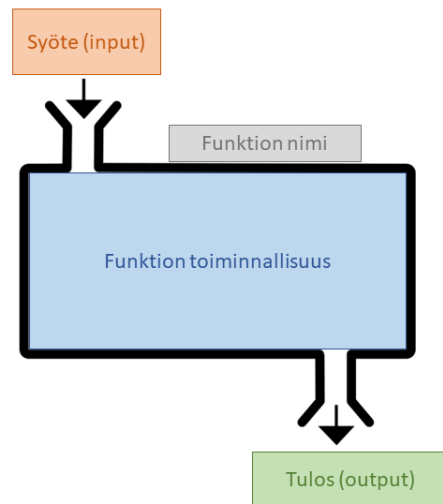 Syöte (input)
Funktion nimi
Funktion toiminnallisuus
Tulos (output)